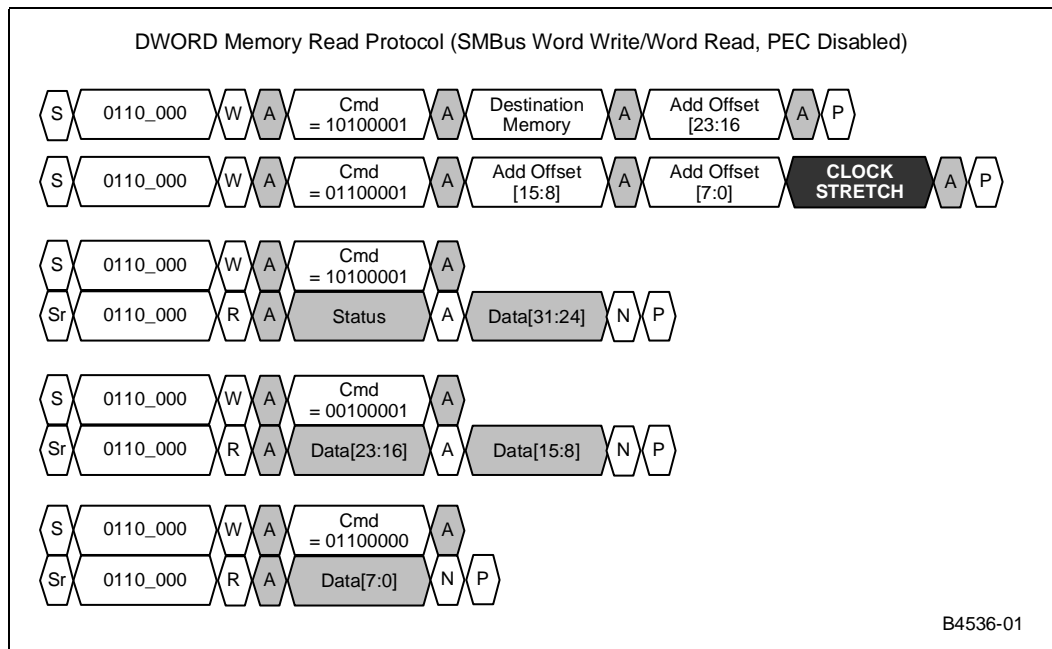 DWORD Memory Read Protocol (SMBus Word Write/Word Read, PEC Disabled)
S 0110_000 W A Cmd = 10100001 A Destination Memory A Add Offset [23:16 A P
S 0110_000 W A Cmd = 01100001 A Add Offset [15:8] A Add Offset [7:0] CLOCK STRETCH A P
S 0110_000 W A Cmd = 10100001 A
Sr 0110_000 R A Status A Data[31:24] N P
S 0110_000 W A Cmd = 00100001 A
Sr 0110_000 R A Data[23:16] A Data[15:8] N P
S 0110_000 W A Cmd = 01100000 A
Sr 0110_000 R A Data[7:0] N P
B4536-01